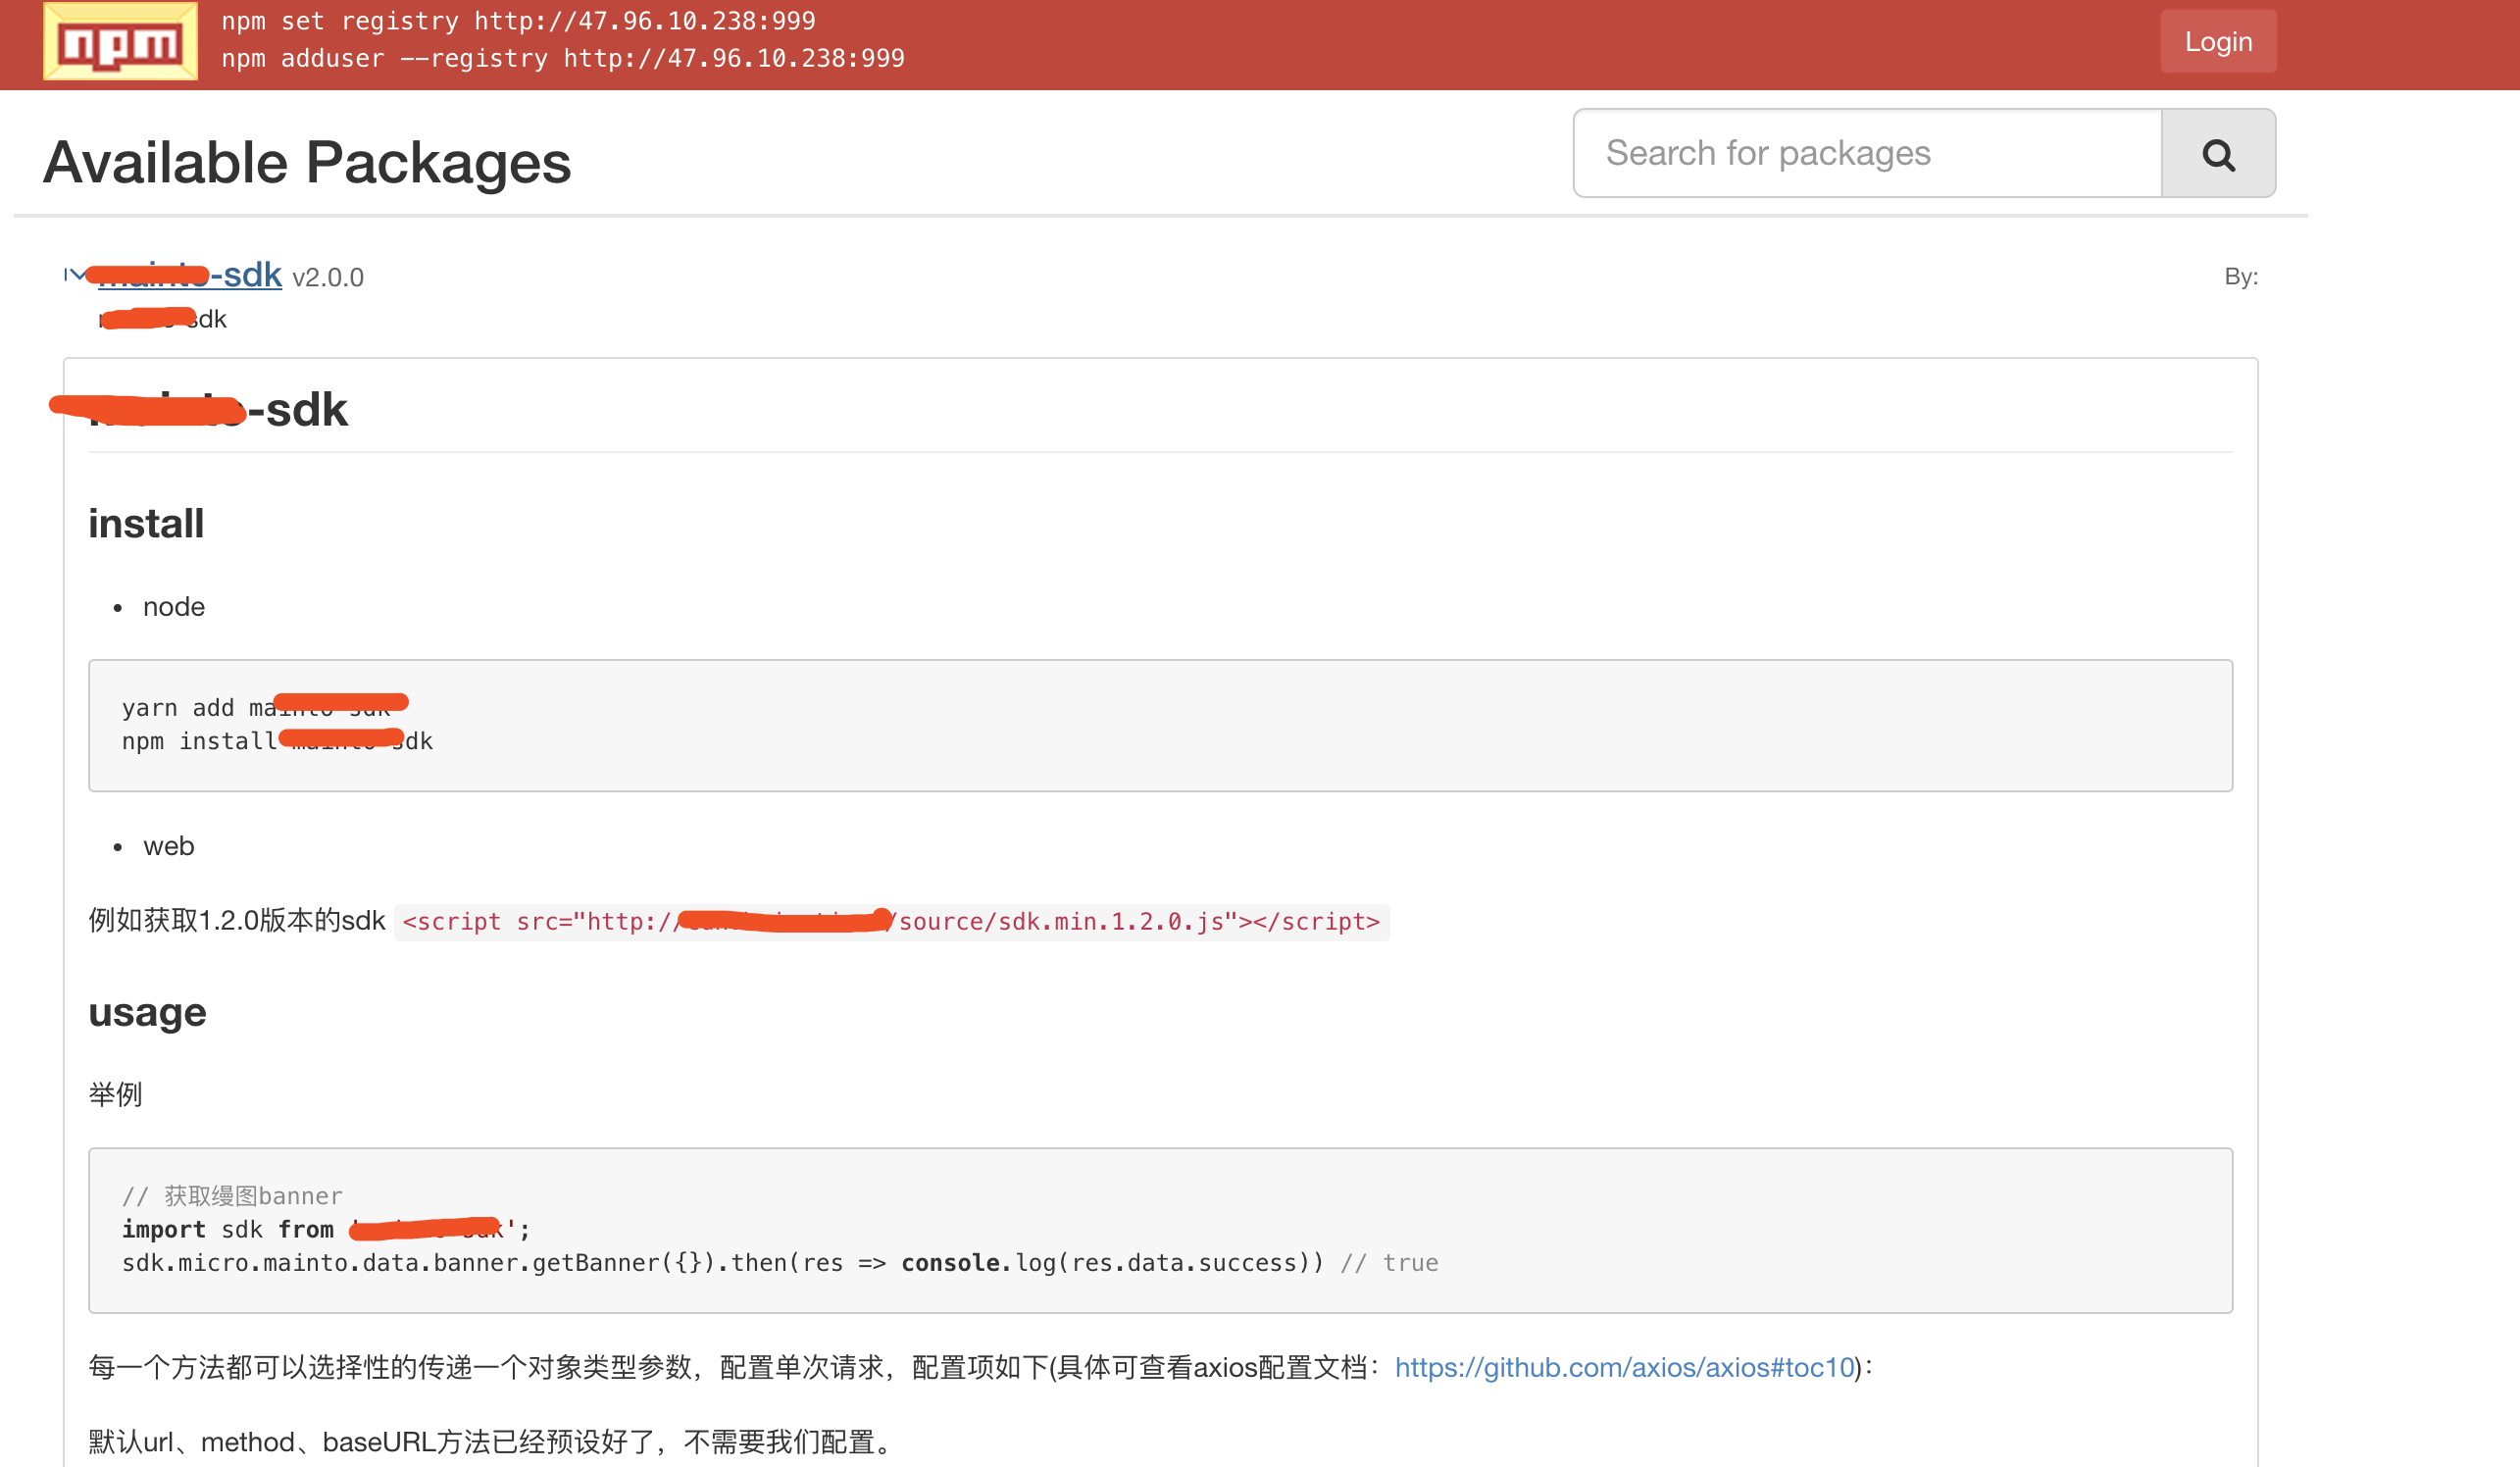 npm
npm set registry http://47.96.10.238:999
npm adduser --registry http://47.96.10.238:999
Login
Available Packages
Search for packages
-sdk v2.0.0
By:
sdk
-sdk
install
node
yarn add
npm install
web
例如获取1.2.0版本的sdk <script src="http:// /source/sdk.min.1.2.0.js"></script>
usage
举例
// 获取缦图banner
import sdk from ';
sdk.micro.mainto.data.banner.getBanner({}).then(res => console.log(res.data.success)) // true
每一个方法都可以选择性的传递一个对象类型参数，配置单次请求，配置项如下(具体可查看axios配置文档：https://github.com/axios/axios#toc10)：
默认url、method、baseURL方法已经预设好了，不需要我们配置。